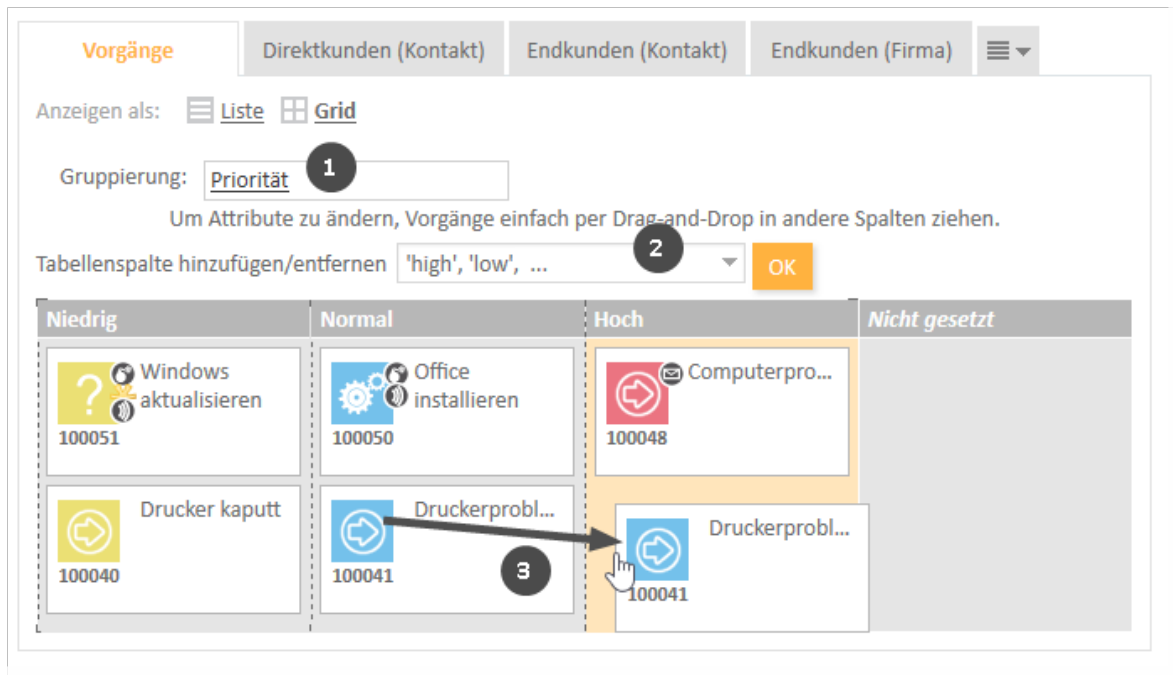 Vorgänge Direktkunden (Kontakt) Endkunden (Kontakt) Endkunden (Firma)
Anzeigen als: Liste Grid
Gruppierung: Priorität 1
Um Attribute zu ändern, Vorgänge einfach per Drag-and-Drop in andere Spalten ziehen.
Tabellenspalte hinzufügen/entfernen 'high', 'low', ... 2 OK
Niedrig Normal Hoch Nicht gesetzt
Windows Office Computerpro...
aktualisieren installieren
100051 100050 100048
Drucker kaputt Druckerprobl... Druckerprobl...
100040 100041 3 100041